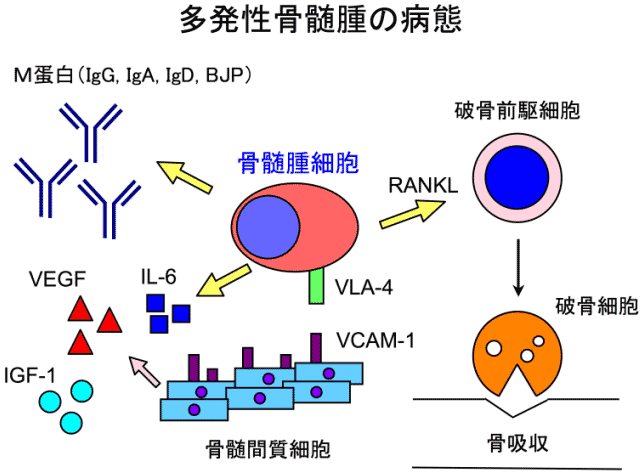 多発性骨髄腫の病態
M蛋白(IgG, IgA, IgD, BJP)
破骨前駆細胞
骨髄腫細胞
RANKL
VEGF
IL-6
VLA-4
破骨細胞
VCAM-1
IGF-1
骨髄間質細胞
骨吸収